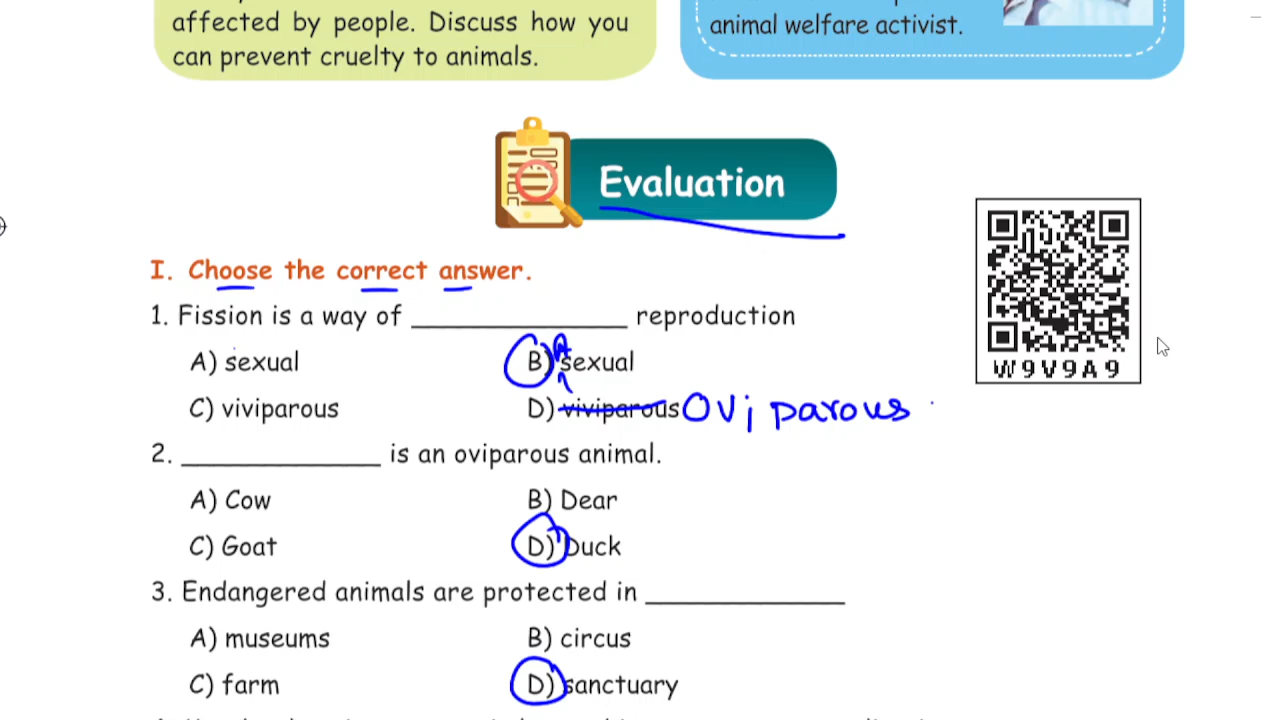 affected by people. Discuss how you
can prevent cruelty to animals.
animal welfare activist.
Evaluation
I. Choose the correct answer.
1. Fission is a way of ______________ reproduction
A) sexual
B) Asexual
C) viviparous
D) viviparous Oviparous
2. _____________ is an oviparous animal.
A) Cow
B) Dear
C) Goat
D) Duck
3. Endangered animals are protected in _____________
A) museums
B) circus
C) farm
D) sanctuary
W9V9A9